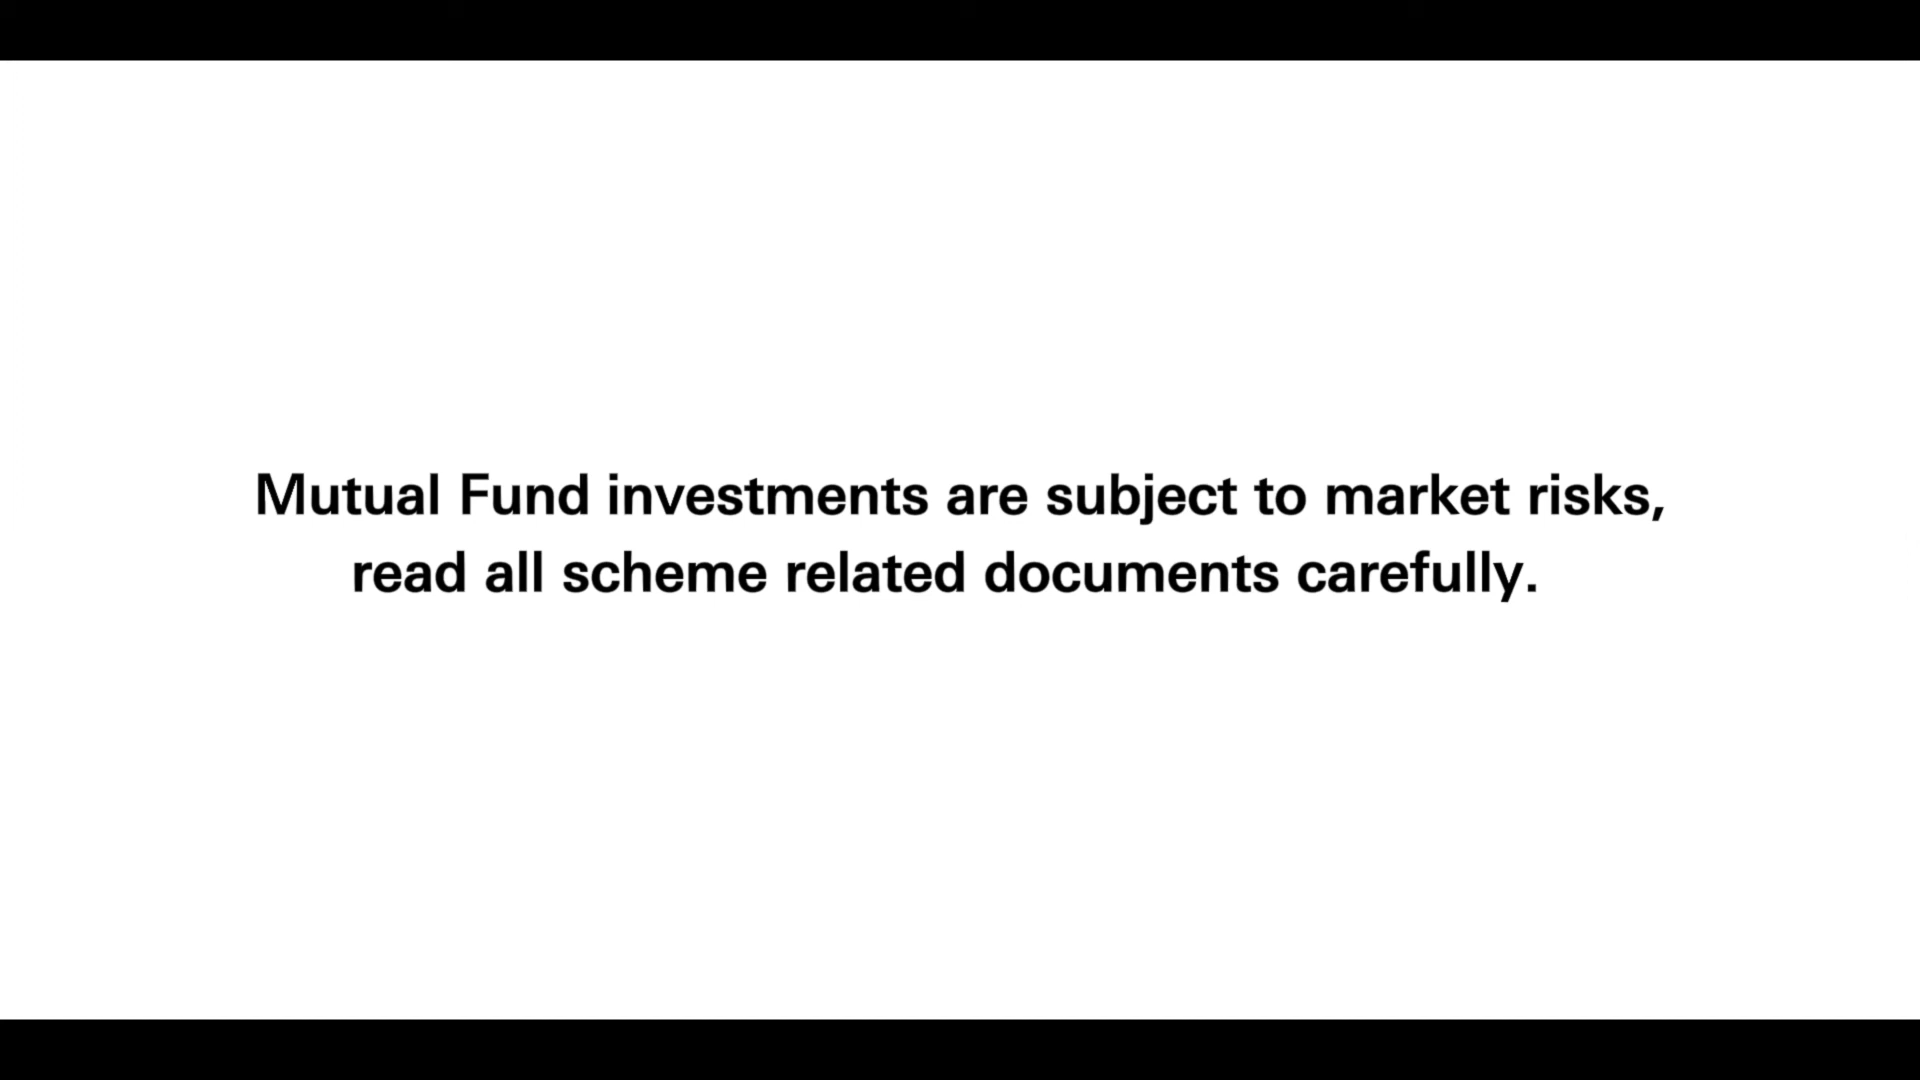 Mutual Fund investments are subject to market risks,
read all scheme related documents carefully.